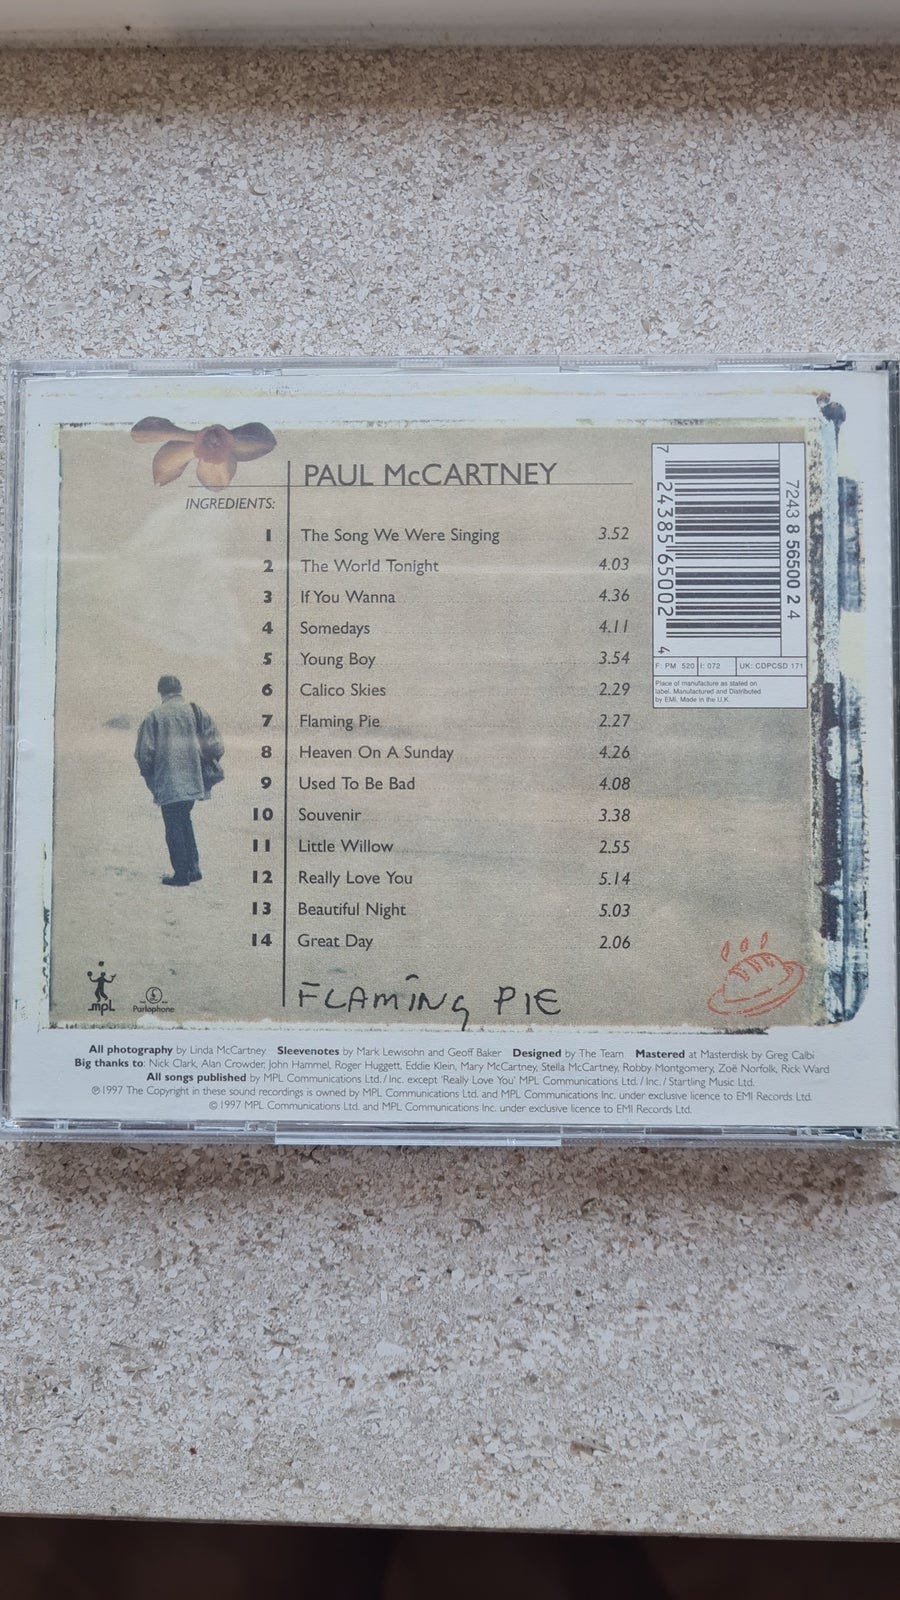 PAUL McCARTNEY
INGREDIENTS:
1 The Song We Were Singing 3.52
2 The World Tonight 4.03
3 If You Wanna 4.36
4 Somedays 4.11
5 Young Boy 3.54
6 Calico Skies 2.29
7 Flaming Pie 2.27
8 Heaven On A Sunday 4.26
9 Used To Be Bad 4.08
10 Souvenir 3.38
11 Little Willow 2.55
12 Really Love You 5.14
13 Beautiful Night 5.03
14 Great Day 2.06
FLAMING PIE
mpL
Parlophone
7 24385 65002 4
7243 8 56500 2 4
F: PM 520 I: 072 UK: CDPCSD 171
Place of manufacture as stated on
label. Manufactured and Distributed
by EMI. Made in the U.K.
All photography by Linda McCartney Sleevenotes by Mark Lewisohn and Geoff Baker Designed by The Team Mastered at Masterdisk by Greg Calbi
Big thanks to: Nick Clark, Alan Crowder, John Hammel, Roger Huggett, Eddie Klein, Mary McCartney, Stella McCartney, Robby Montgomery, Zoë Norfolk, Rick Ward
All songs published by MPL Communications Ltd. / Inc. except 'Really Love You' MPL Communications Ltd. / Inc. / Startling Music Ltd.
℗ 1997 The Copyright in these sound recordings is owned by MPL Communications Ltd. and MPL Communications Inc. under exclusive licence to EMI Records Ltd.
© 1997 MPL Communications Ltd. and MPL Communications Inc. under exclusive licence to EMI Records Ltd.